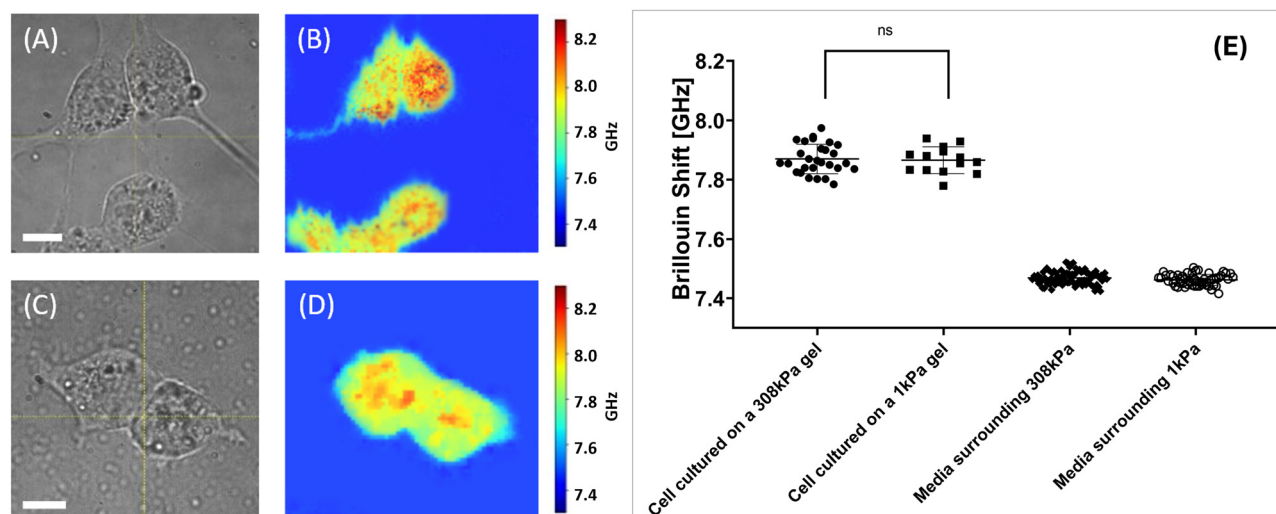 (A)
(B)
8.2
8.0
7.8
7.6
7.4
GHz
(C)
(D)
8.2
8.0
7.8
7.6
7.4
GHz
(E)
ns
Brillouin Shift [GHz]
8.2
8.0
7.8
7.6
7.4
Cell cultured on a 308kPa gel
Cell cultured on a 1kPa gel
Media surrounding 308kPa
Media surrounding 1kPa